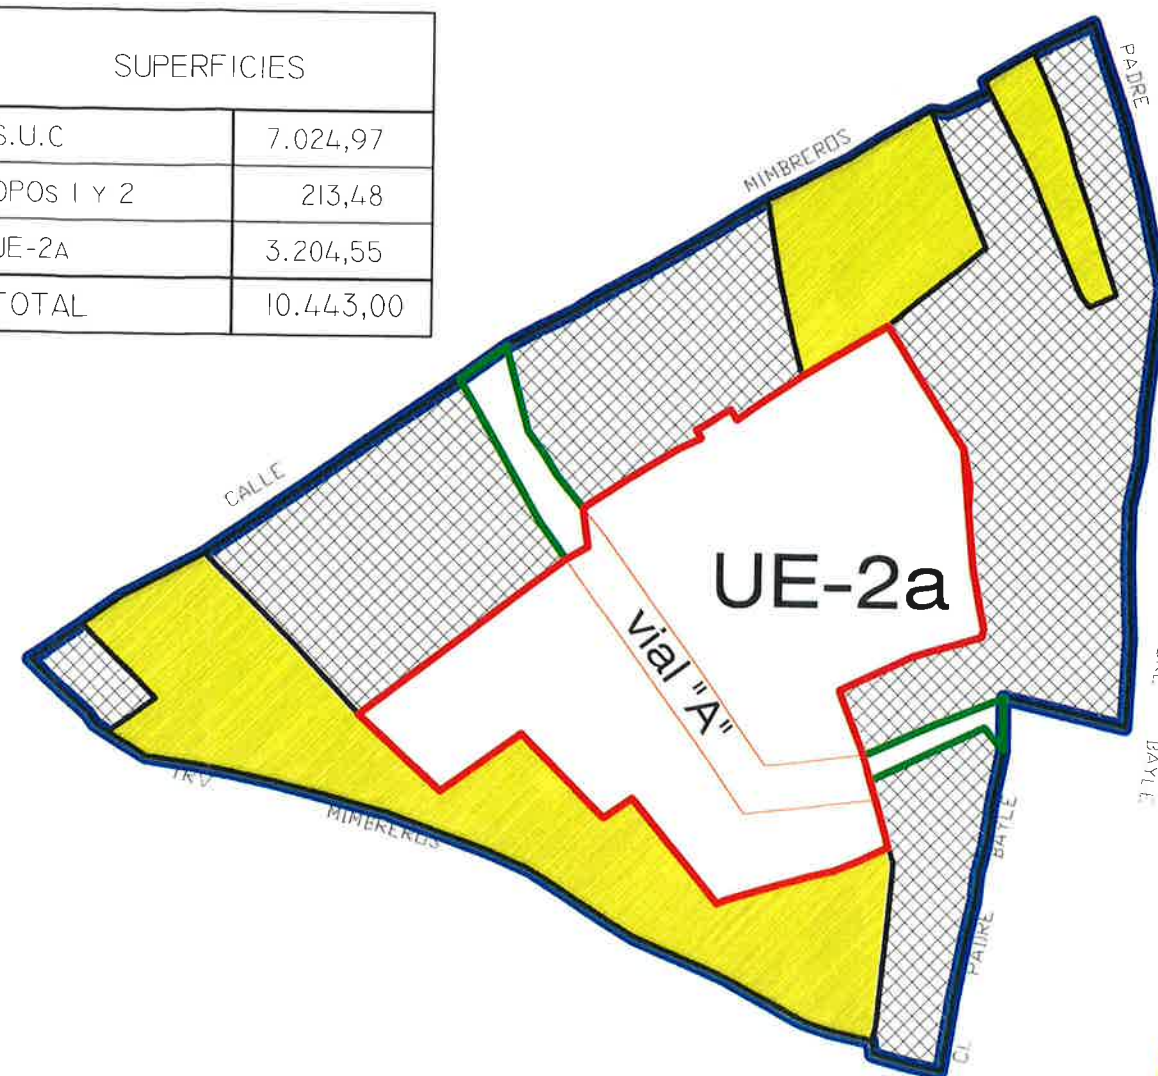 SUPERFICIES
S.U.C 7.024,97
OPOS 1 Y 2 213,48
UE-2A 3.204,55
TOTAL 10.443,00
PADRE
MIMBREROS
CALLE
UE-2a
vial "A"
TRV
MIMBREROS
BAYLE
BAYLE
PADRE
CL